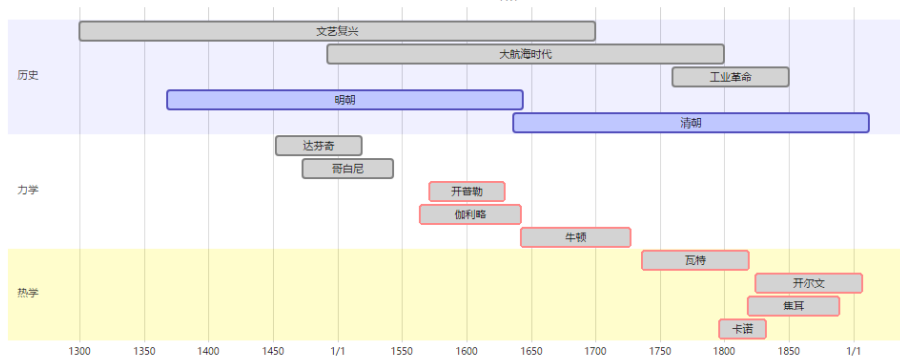 文艺复兴
大航海时代
工业革命
历史
明朝
清朝
达芬奇
哥白尼
力学
开普勒
伽利略
牛顿
瓦特
开尔文
热学
焦耳
卡诺
1300 1350 1400 1450 1/1 1550 1600 1650 1700 1750 1800 1850 1/1